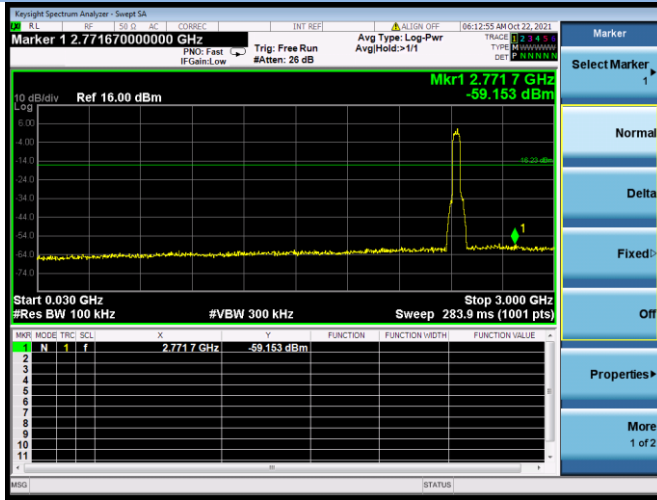 Keysight Spectrum Analyzer - Swept SA
RL RF 50 Ω AC CORREC INT REF ALIGN OFF 06:12:55 AM Oct 22, 2021
Marker 1 2.771670000000 GHz
PNO: Fast
IFGain:Low
Trig: Free Run
#Atten: 26 dB
Avg Type: Log-Pwr
Avg|Hold:>1/1
TRACE 1 2 3 4 5 6
TYPE M WWWWW
DET P N N N N N
Mkr1 2.771 7 GHz
-59.153 dBm
10 dB/div Ref 16.00 dBm
Log
6.00
-4.00
-14.0
-16.23 dBm
-24.0
-34.0
-44.0
-54.0
1
-64.0
-74.0
Start 0.030 GHz Stop 3.000 GHz
#Res BW 100 kHz #VBW 300 kHz Sweep 283.9 ms (1001 pts)
MKR MODE TRC SCL X Y FUNCTION FUNCTION WIDTH FUNCTION VALUE
1 N 1 f 2.771 7 GHz -59.153 dBm
2
3
4
5
6
7
8
9
10
11
MSG STATUS
Marker
Select Marker
1
Normal
Delta
Fixed
Off
Properties
More
1 of 2